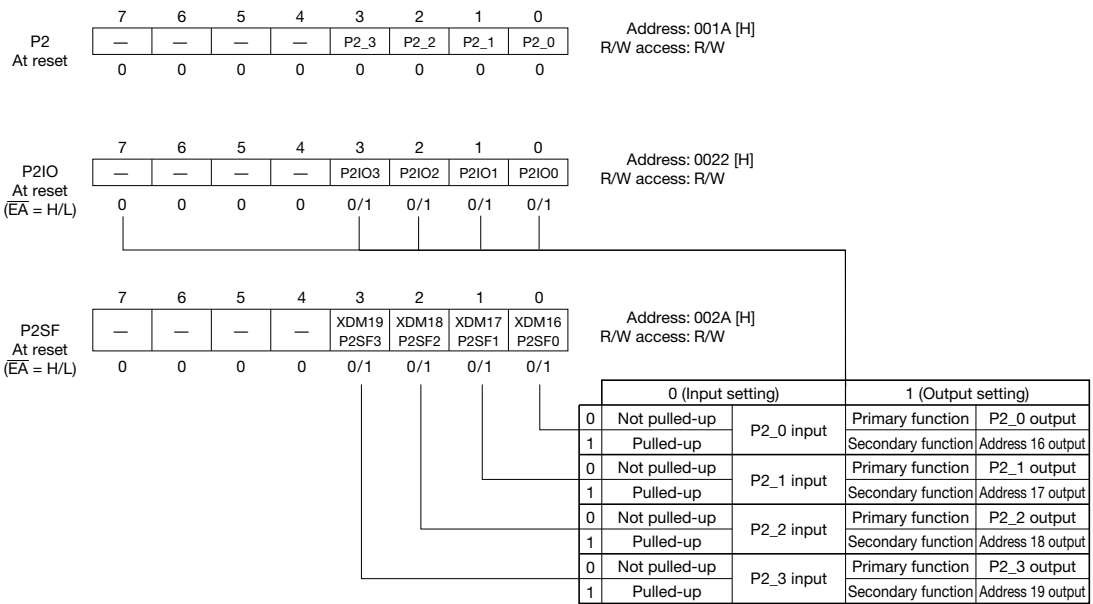 7 6 5 4 3 2 1 0
P2 — — — — P2_3 P2_2 P2_1 P2_0
At reset 0 0 0 0 0 0 0 0
Address: 001A [H]
R/W access: R/W
7 6 5 4 3 2 1 0
P2IO — — — — P2IO3 P2IO2 P2IO1 P2IO0
At reset
(EA = H/L) 0 0 0 0 0/1 0/1 0/1 0/1
Address: 0022 [H]
R/W access: R/W
7 6 5 4 3 2 1 0
P2SF — — — — XDM19 XDM18 XDM17 XDM16
P2SF3 P2SF2 P2SF1 P2SF0
At reset
(EA = H/L) 0 0 0 0 0/1 0/1 0/1 0/1
Address: 002A [H]
R/W access: R/W
0 (Input setting) 1 (Output setting)
0 Not pulled-up P2_0 input Primary function P2_0 output
1 Pulled-up Secondary function Address 16 output
0 Not pulled-up P2_1 input Primary function P2_1 output
1 Pulled-up Secondary function Address 17 output
0 Not pulled-up P2_2 input Primary function P2_2 output
1 Pulled-up Secondary function Address 18 output
0 Not pulled-up P2_3 input Primary function P2_3 output
1 Pulled-up Secondary function Address 19 output